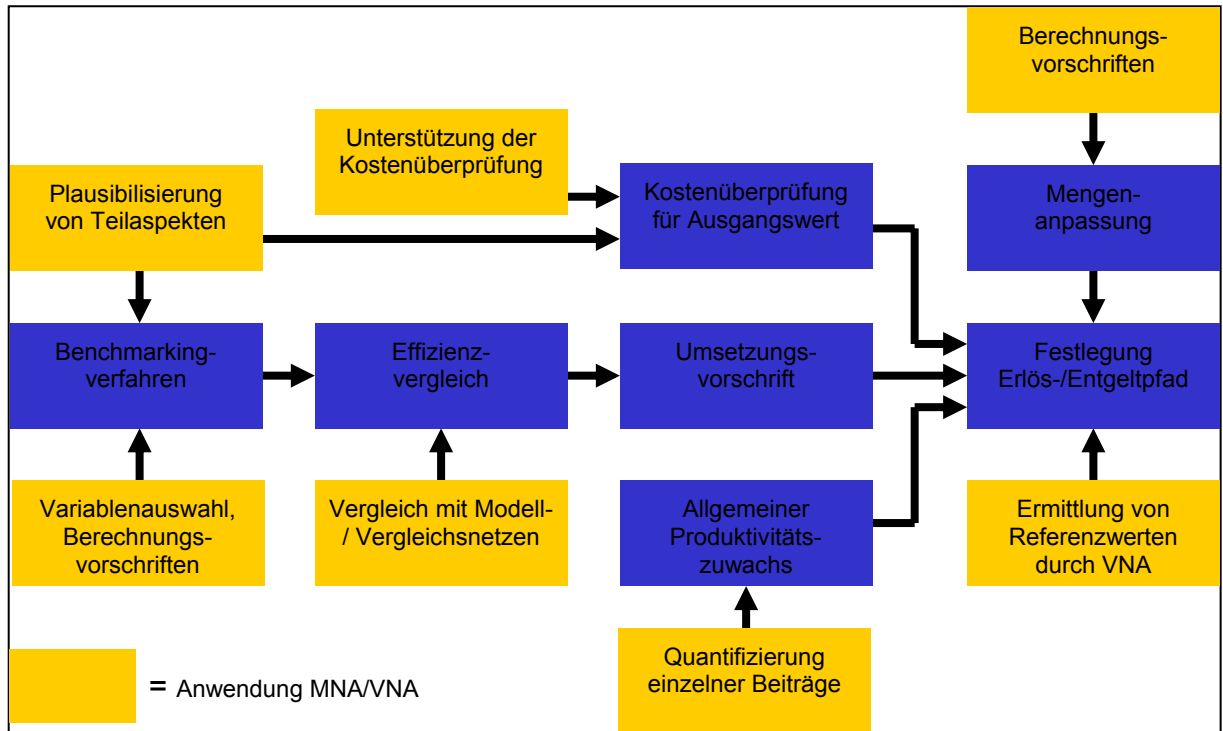 Berechnungs-
vorschriften
Unterstützung der
Kostenüberprüfung
Plausibilisierung
von Teilaspekten
Kostenüberprüfung
für Ausgangswert
Mengen-
anpassung
Benchmarking-
verfahren
Effizienz-
vergleich
Umsetzungs-
vorschrift
Festlegung
Erlös-/Entgeltpfad
Variablenauswahl,
Berechnungs-
vorschriften
Vergleich mit Modell-
/ Vergleichsnetzen
Allgemeiner
Produktivitäts-
zuwachs
Ermittlung von
Referenzwerten
durch VNA
Quantifizierung
einzelner Beiträge
= Anwendung MNA/VNA